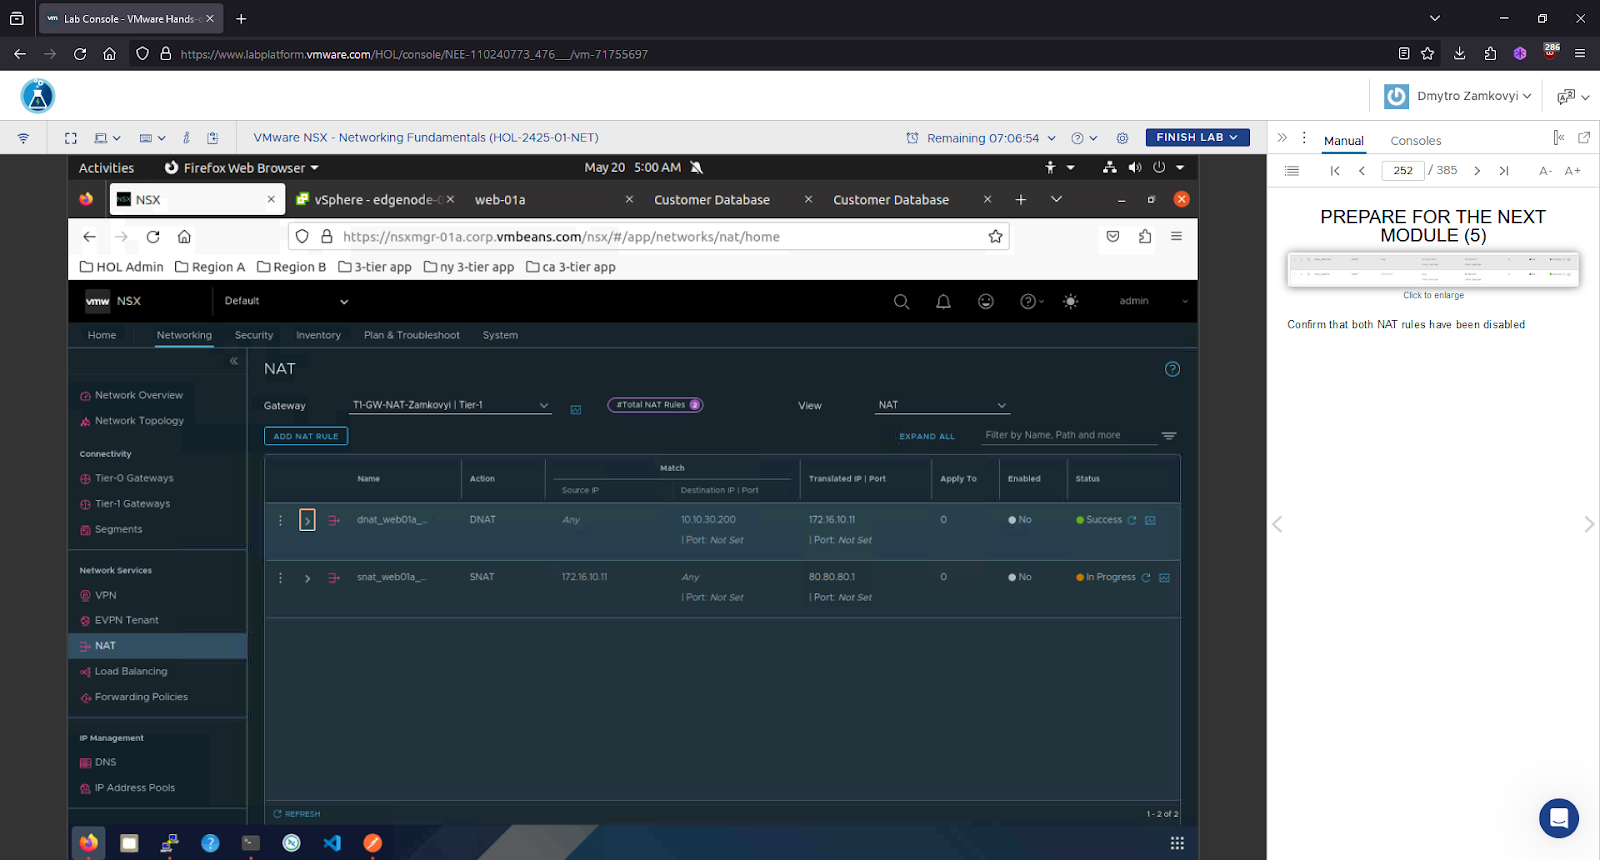 Lab Console - VMware Hands-
https://www.labplatform.vmware.com/HOL/console/NEE-110240773_476___/vm-71755697
286
Dmytro Zamkovyi
VMware NSX - Networking Fundamentals (HOL-2425-01-NET)
Remaining 07:06:54
FINISH LAB
Manual
Consoles
252 / 385
A-
A+
PREPARE FOR THE NEXT
MODULE (5)
Click to enlarge
Confirm that both NAT rules have been disabled
Activities
Firefox Web Browser
May 20 5:00 AM
NSX
vSphere - edgenode-
web-01a
Customer Database
Customer Database
https://nsxmgr-01a.corp.vmbeans.com/nsx/#/app/networks/nat/home
HOL Admin
Region A
Region B
3-tier app
ny 3-tier app
ca 3-tier app
vmw NSX
Default
admin
Home
Networking
Security
Inventory
Plan & Troubleshoot
System
Network Overview
Network Topology
Connectivity
Tier-0 Gateways
Tier-1 Gateways
Segments
Network Services
VPN
EVPN Tenant
NAT
Load Balancing
Forwarding Policies
IP Management
DNS
IP Address Pools
NAT
Gateway
T1-GW-NAT-Zamkovyi | Tier-1
#Total NAT Rules 2
View
NAT
ADD NAT RULE
EXPAND ALL
Filter by Name, Path and more
Name
Action
Match
Source IP
Destination IP | Port
Translated IP | Port
Apply To
Enabled
Status
dnat_web01a_...
DNAT
Any
10.10.30.200
| Port: Not Set
172.16.10.11
| Port: Not Set
0
No
Success
snat_web01a_...
SNAT
172.16.10.11
Any
| Port: Not Set
80.80.80.1
| Port: Not Set
0
No
In Progress
REFRESH
1 - 2 of 2